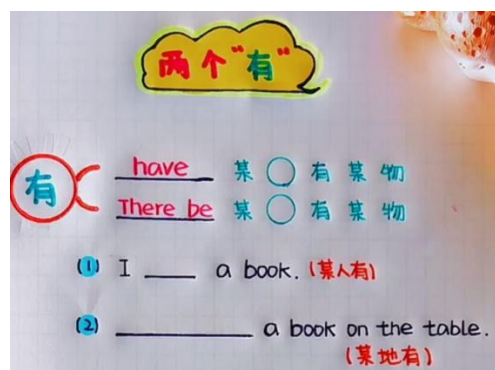 两个“有”
有
have 某○有某物
There be 某○有某物
(1) I ____ a book. (某人有)
(2) ____________ a book on the table.
(某地有)